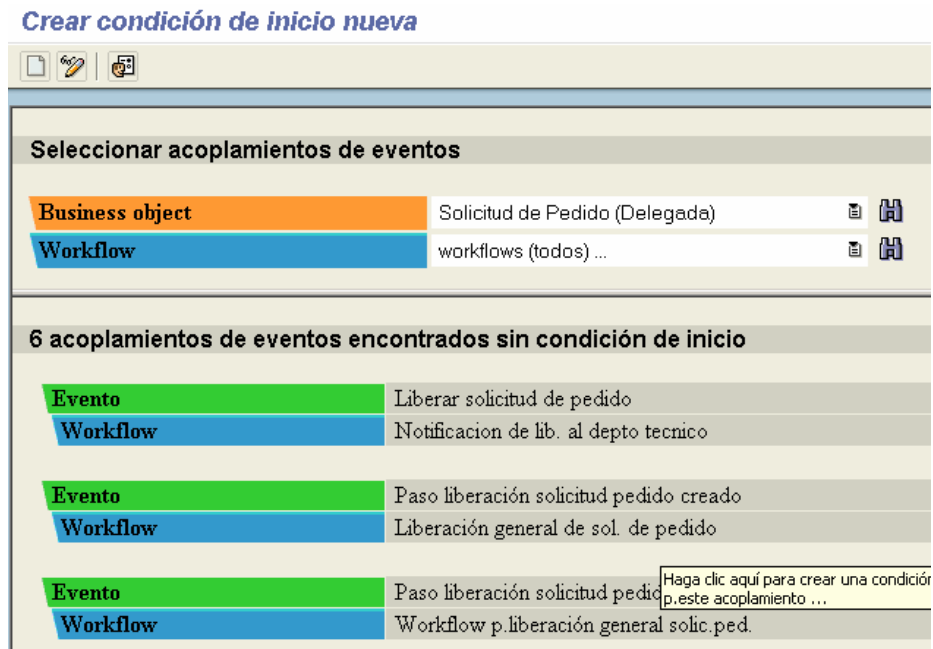 Crear condición de inicio nueva
Seleccionar acoplamientos de eventos
Business object Solicitud de Pedido (Delegada)
Workflow workflows (todos) ...
6 acoplamientos de eventos encontrados sin condición de inicio
Evento Liberar solicitud de pedido
Workflow Notificacion de lib. al depto tecnico
Evento Paso liberación solicitud pedido creado
Workflow Liberación general de sol. de pedido
Haga clic aquí para crear una condición
p.este acoplamiento ...
Evento Paso liberación solicitud
Workflow Workflow p.liberación general solic.ped.